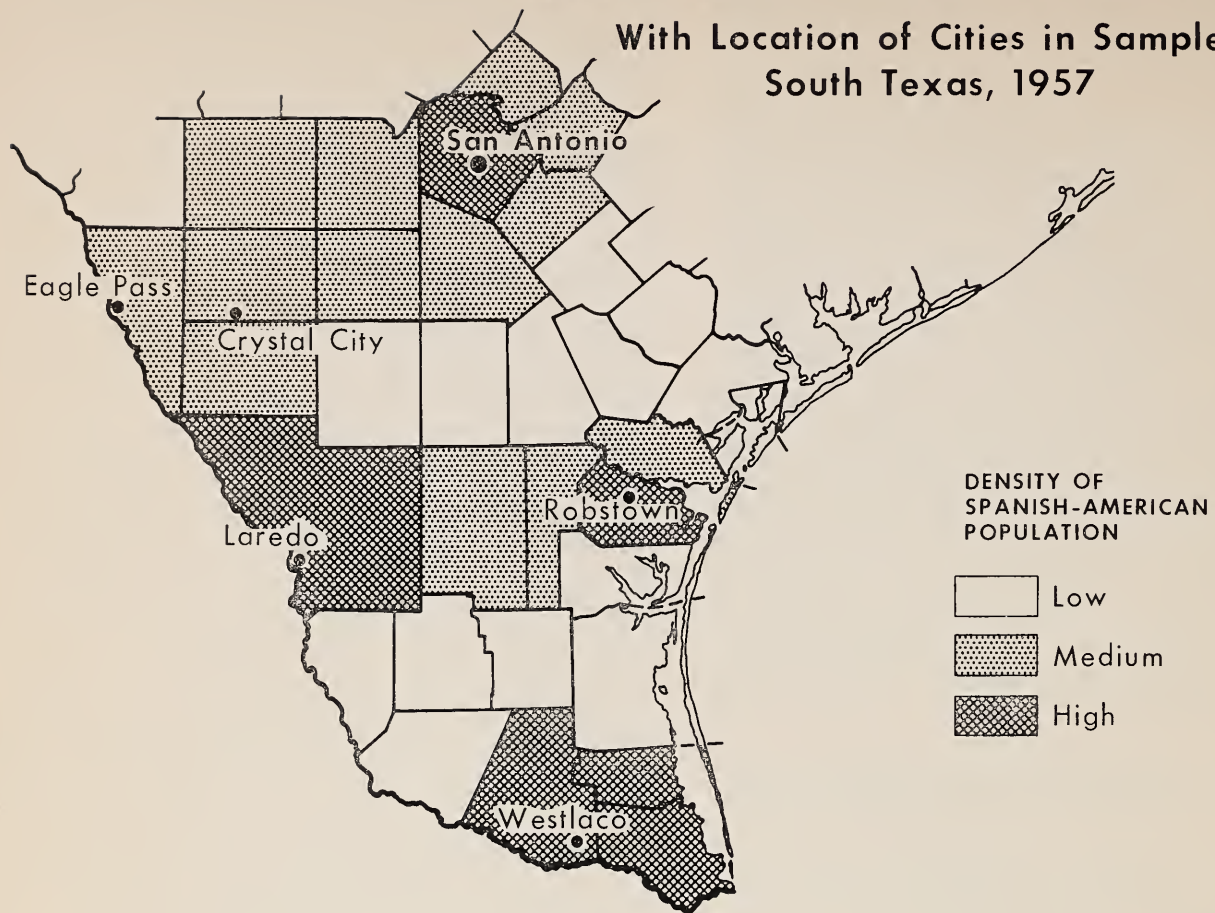 With Location of Cities in Sample
South Texas, 1957
San Antonio
Eagle Pass
Crystal City
Robstown
Laredo
Westlaco
DENSITY OF
SPANISH-AMERICAN
POPULATION
Low
Medium
High